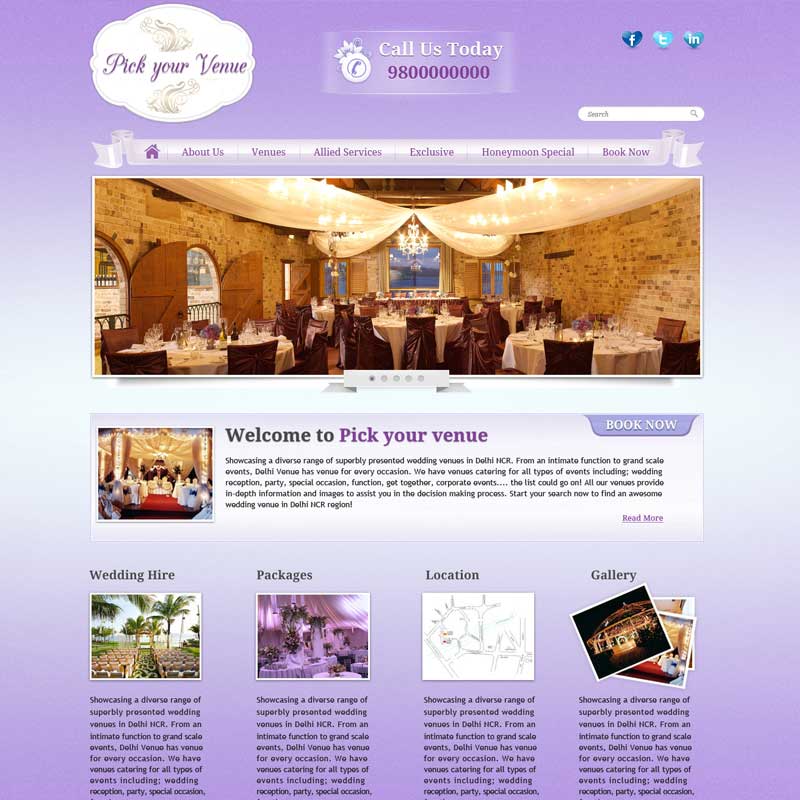 Pick your Venue
Call Us Today
9800000000
f t in
Search
About Us Venues Allied Services Exclusive Honeymoon Special Book Now
BOOK NOW
Welcome to Pick your venue
Showcasing a diverse range of superbly presented wedding venues in Delhi NCR. From an intimate function to grand scale
events, Delhi Venue has venue for every occasion. We have venues catering for all types of events including; wedding
reception, party, special occasion, function, get together, corporate events.... the list could go on! All our venues provide
in-depth information and images to assist you in the decision making process. Start your search now to find an awesome
wedding venue in Delhi NCR region!
Read More
Wedding Hire
Showcasing a diverse range of
superbly presented wedding
venues in Delhi NCR. From an
intimate function to grand scale
events, Delhi Venue has venue
for every occasion. We have
venues catering for all types of
events including; wedding
reception, party, special occasion,
Packages
Showcasing a diverse range of
superbly presented wedding
venues in Delhi NCR. From an
intimate function to grand scale
events, Delhi Venue has venue
for every occasion. We have
venues catering for all types of
events including; wedding
reception, party, special occasion,
Location
Showcasing a diverse range of
superbly presented wedding
venues in Delhi NCR. From an
intimate function to grand scale
events, Delhi Venue has venue
for every occasion. We have
venues catering for all types of
events including; wedding
reception, party, special occasion,
Gallery
Showcasing a diverse range of
superbly presented wedding
venues in Delhi NCR. From an
intimate function to grand scale
events, Delhi Venue has venue
for every occasion. We have
venues catering for all types of
events including; wedding
reception, party, special occasion,